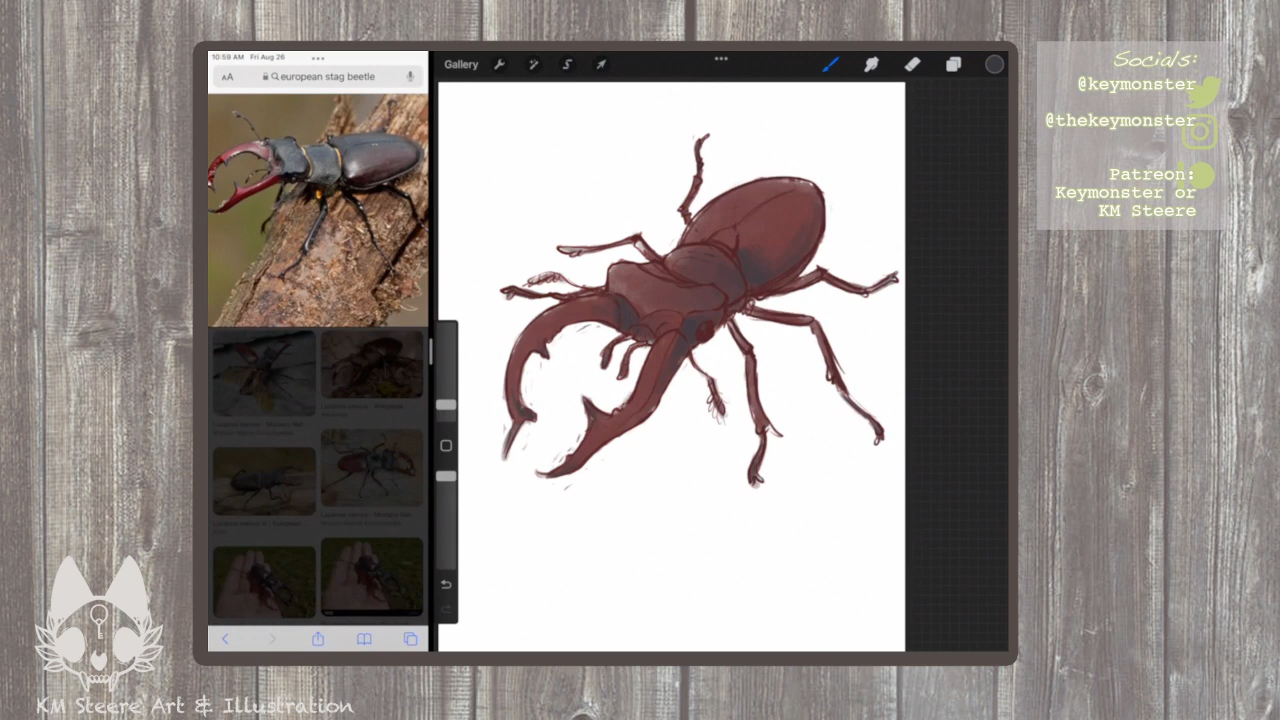 10:59 AM Fri Aug 26
AA
european stag beetle
Gallery
Socials:
@keymonster
@thekeymonster
Patreon:
Keymonster or
KM Steere
KM Steere Art & Illustration